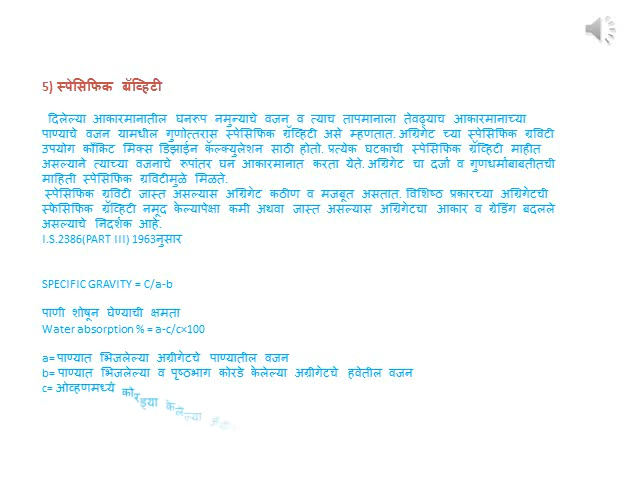 5) स्पेसिफिक ग्रॅव्हिटी
दिलेल्या आकारमानातील घनरुप नमुन्याचे वजन व त्याच तापमानाला तेवढ्याच आकारमानाच्या
पाण्याचे वजन यामधील गुणोत्तरास स्पेसिफिक ग्रॅव्हिटी असे म्हणतात. अग्रिगेट च्या स्पेसिफिक ग्रविटी
उपयोग काँक्रिट मिक्स डिझाईन कॅल्क्युलेशन साठी होतो. प्रत्येक घटकाची स्पेसिफिक ग्रॅव्हिटी माहीत
असल्याने त्याच्या वजनाचे रुपांतर घन आकारमानात करता येते. अग्रिगेट चा दर्जा व गुणधर्माबाबतीतची
माहिती स्पेसिफिक ग्रविटीमुळे मिळते.
स्पेसिफिक ग्रविटी जास्त असल्यास अग्रिगेट कठीण व मजबूत असतात. विशिष्ठ प्रकारच्या अग्रिगेटची
स्फेसिफिक ग्रॅव्हिटी नमूद केल्यापेक्षा कमी अथवा जास्त असल्यास अग्रिगेटचा आकार व ग्रेडिंग बदलले
असल्याचे निदर्शक आहे.
I.S.2386(PART III) 1963नुसार
SPECIFIC GRAVITY = C/a-b
पाणी शोषून घेण्याची क्षमता
Water absorption % = a-c/c×100
a= पाण्यात भिजलेल्या अग्रीगेटचे पाण्यातील वजन
b= पाण्यात भिजलेल्या व पृष्ठभाग कोरडे केलेल्या अग्रीगेटचे हवेतील वजन
c= ओव्हणमध्ये कोरड्या केलेल्या